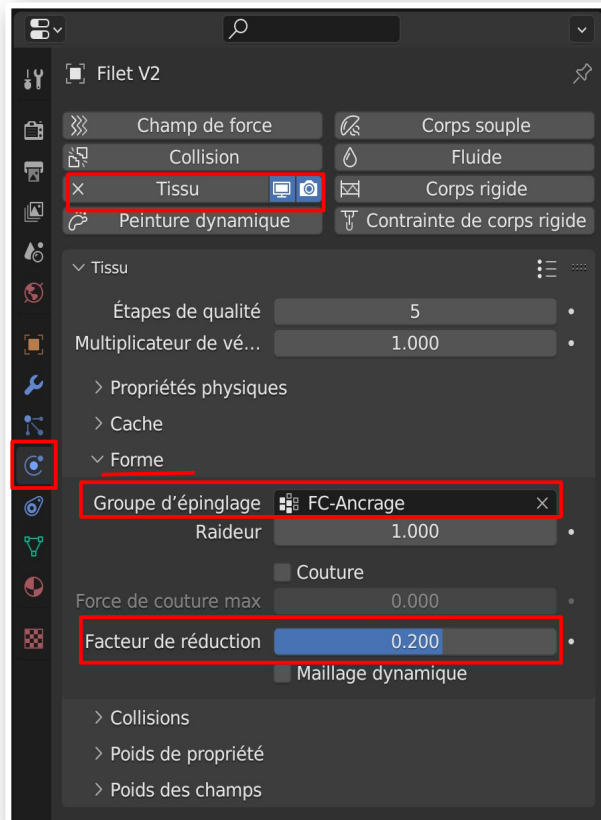 Filet V2
Champ de force
Corps souple
Collision
Fluide
Tissu
Corps rigide
Peinture dynamique
Contrainte de corps rigide
Tissu
Étapes de qualité 5
Multiplicateur de vé... 1.000
Propriétés physiques
Cache
Forme
Groupe d’épinglage FC-Ancrage
Raideur 1.000
Couture
Force de couture max 0.000
Facteur de réduction 0.200
Maillage dynamique
Collisions
Poids de propriété
Poids des champs